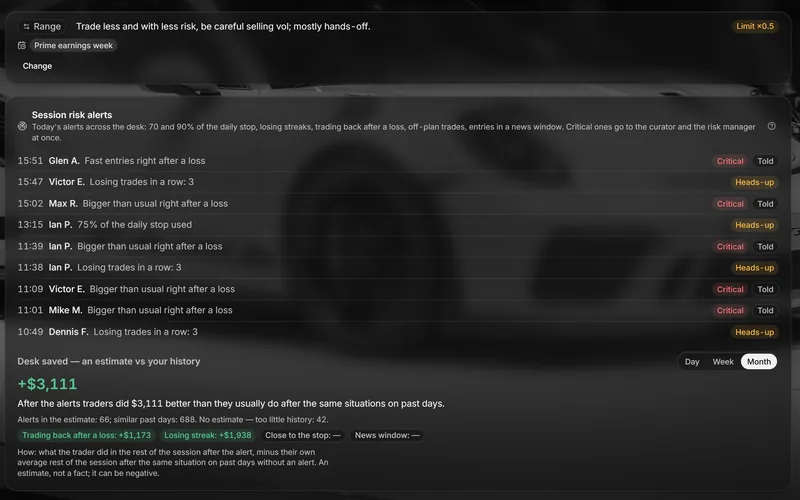 Range Trade less and with less risk, be careful selling vol; mostly hands-off. Limit ×0.5
Prime earnings week
Change
Session risk alerts
Today's alerts across the desk: 70 and 90% of the daily stop, losing streaks, trading back after a loss, off-plan trades, entries in a news window. Critical ones go to the curator and the risk manager
at once.
15:51 Glen A. Fast entries right after a loss Critical Told
15:47 Victor E. Losing trades in a row: 3 Heads-up
15:02 Max R. Bigger than usual right after a loss Critical Told
13:15 Ian P. 75% of the daily stop used Heads-up
11:39 Ian P. Bigger than usual right after a loss Critical Told
11:38 Ian P. Losing trades in a row: 3 Heads-up
11:09 Victor E. Bigger than usual right after a loss Critical Told
11:01 Mike M. Bigger than usual right after a loss Critical Told
10:49 Dennis F. Losing trades in a row: 3 Heads-up
Desk saved — an estimate vs your history Day Week Month
+$3,111
After the alerts traders did $3,111 better than they usually do after the same situations on past days.
Alerts in the estimate: 66; similar past days: 688. No estimate — too little history: 42.
Trading back after a loss: +$1,173 Losing streak: +$1,938 Close to the stop: — News window: —
How: what the trader did in the rest of the session after the alert, minus their own
average rest of the session after the same situation on past days without an alert. An
estimate, not a fact; it can be negative.